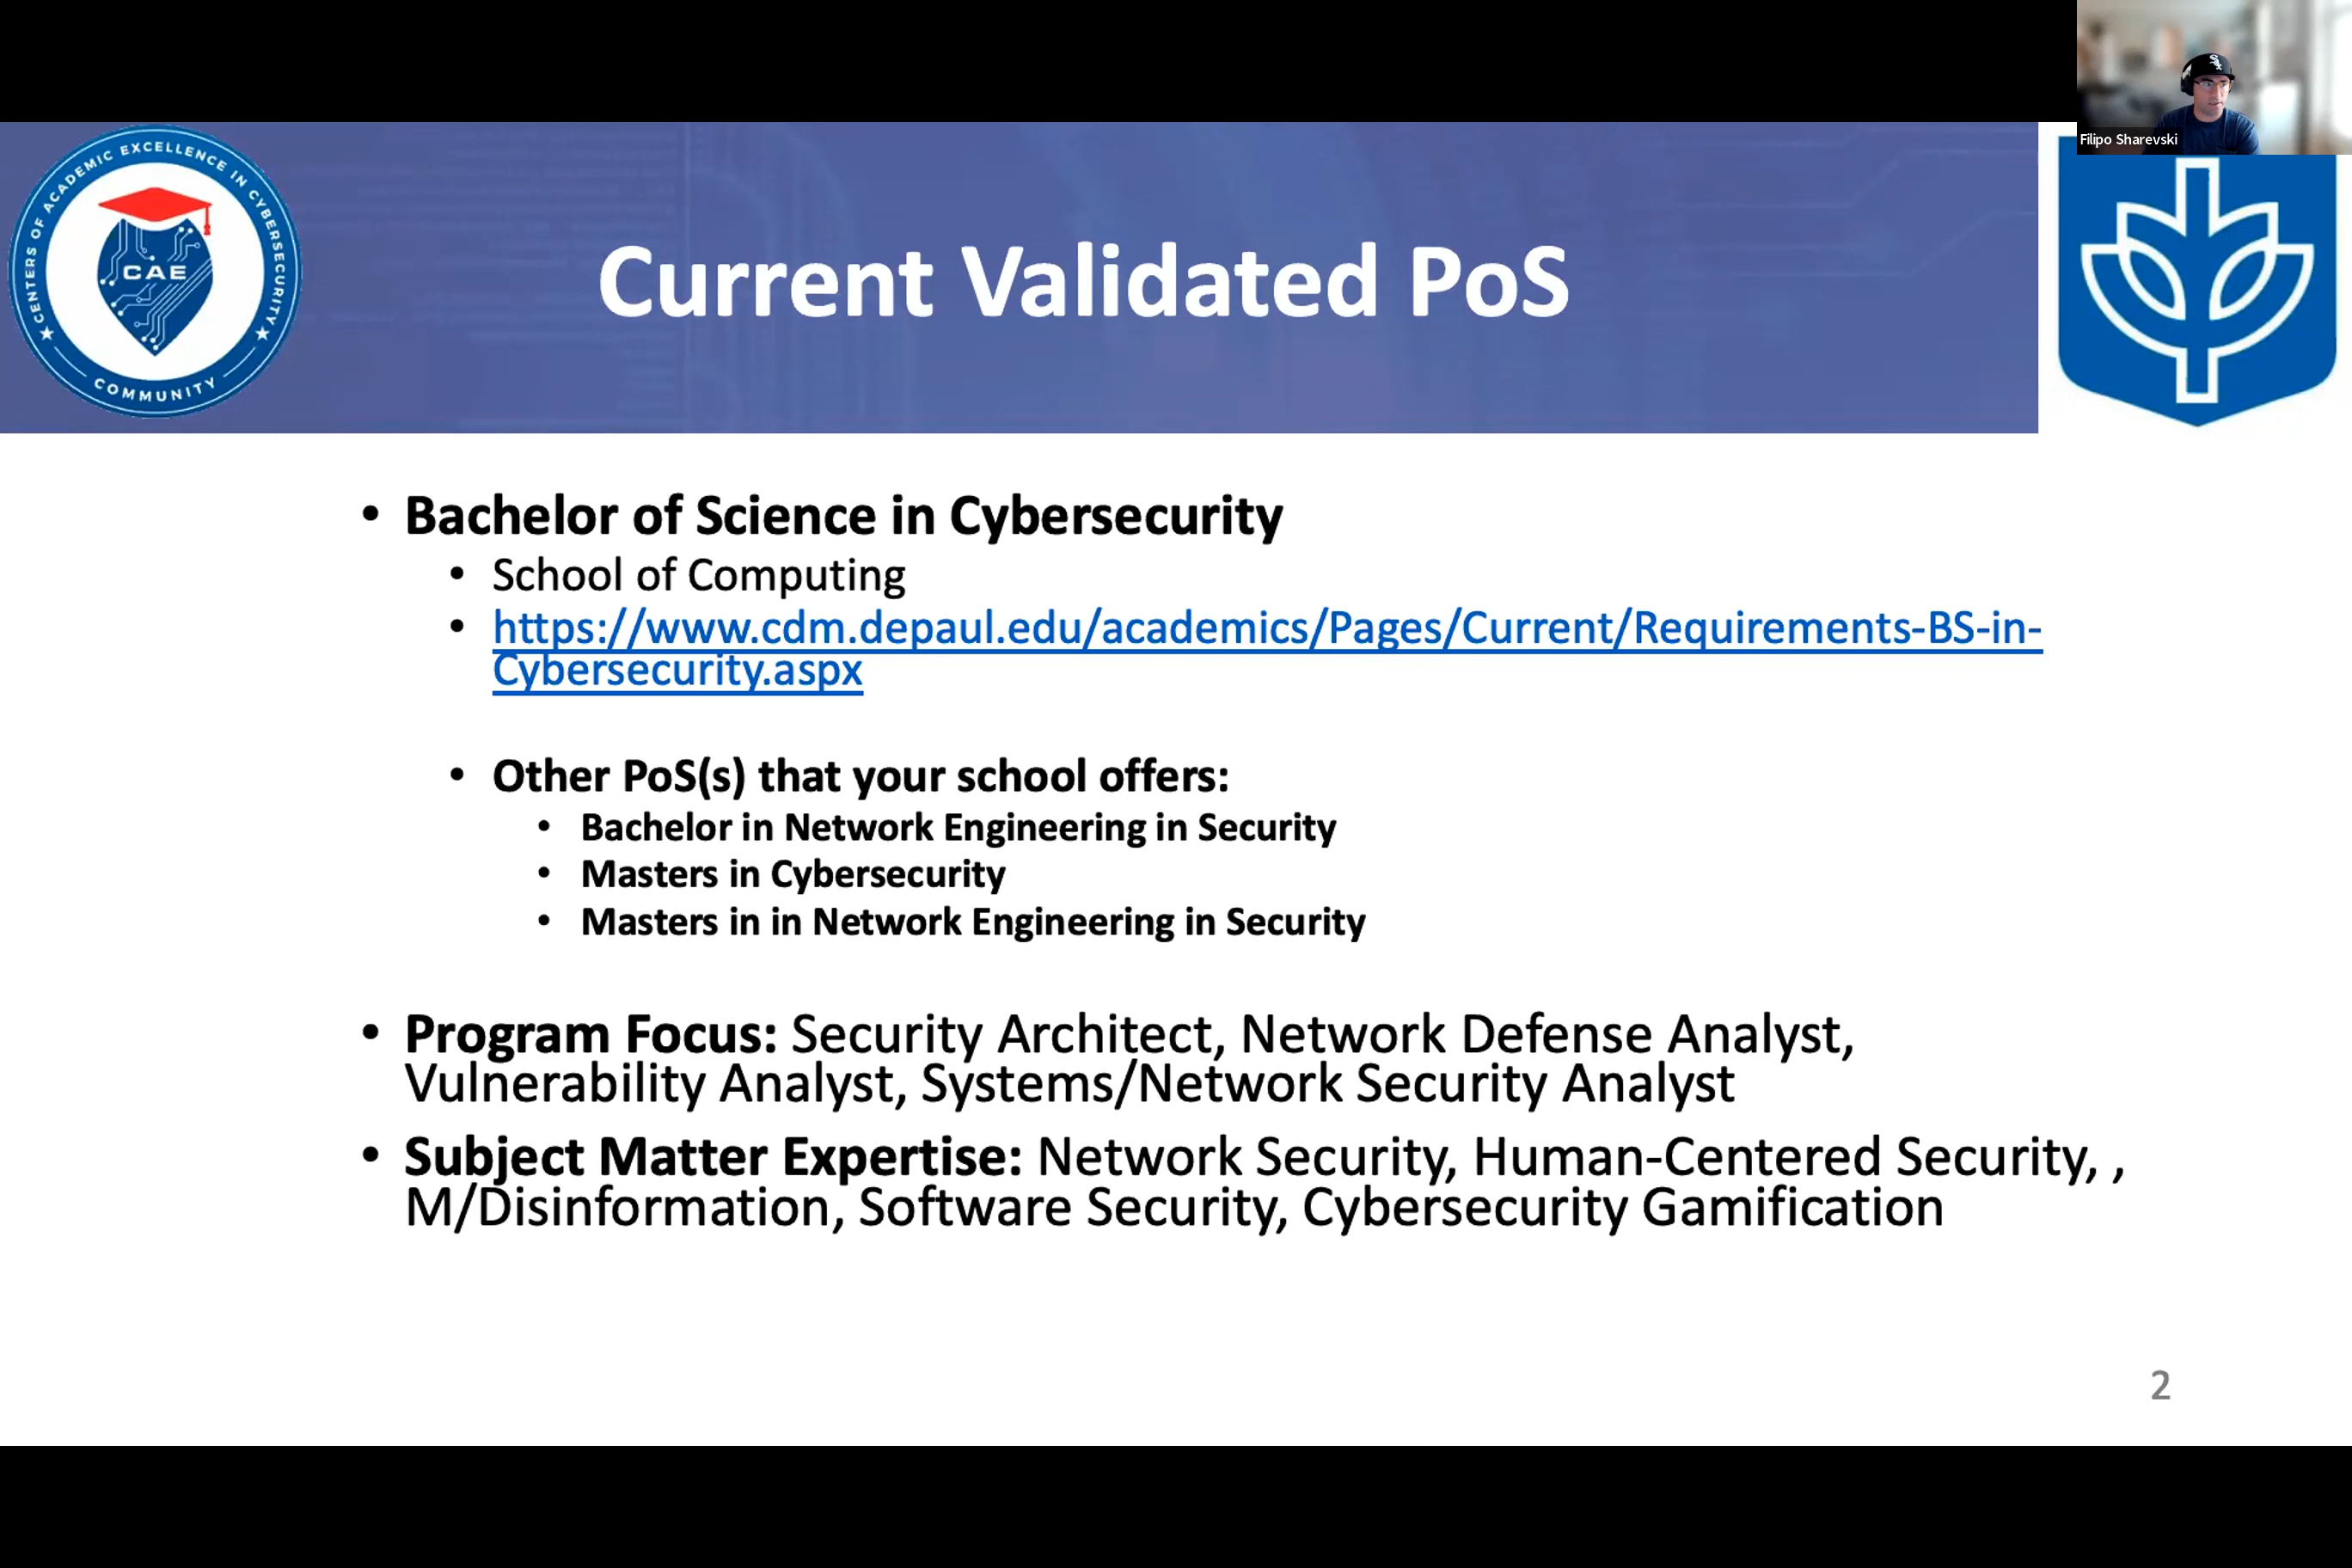 Filipo Sharevski
CENTERS OF ACADEMIC EXCELLENCE IN CYBERSECURITY
CAE
COMMUNITY
Current Validated PoS
• Bachelor of Science in Cybersecurity
• School of Computing
• https://www.cdm.depaul.edu/academics/Pages/Current/Requirements-BS-in-
Cybersecurity.aspx
• Other PoS(s) that your school offers:
• Bachelor in Network Engineering in Security
• Masters in Cybersecurity
• Masters in in Network Engineering in Security
• Program Focus: Security Architect, Network Defense Analyst,
Vulnerability Analyst, Systems/Network Security Analyst
• Subject Matter Expertise: Network Security, Human-Centered Security, ,
M/Disinformation, Software Security, Cybersecurity Gamification
2